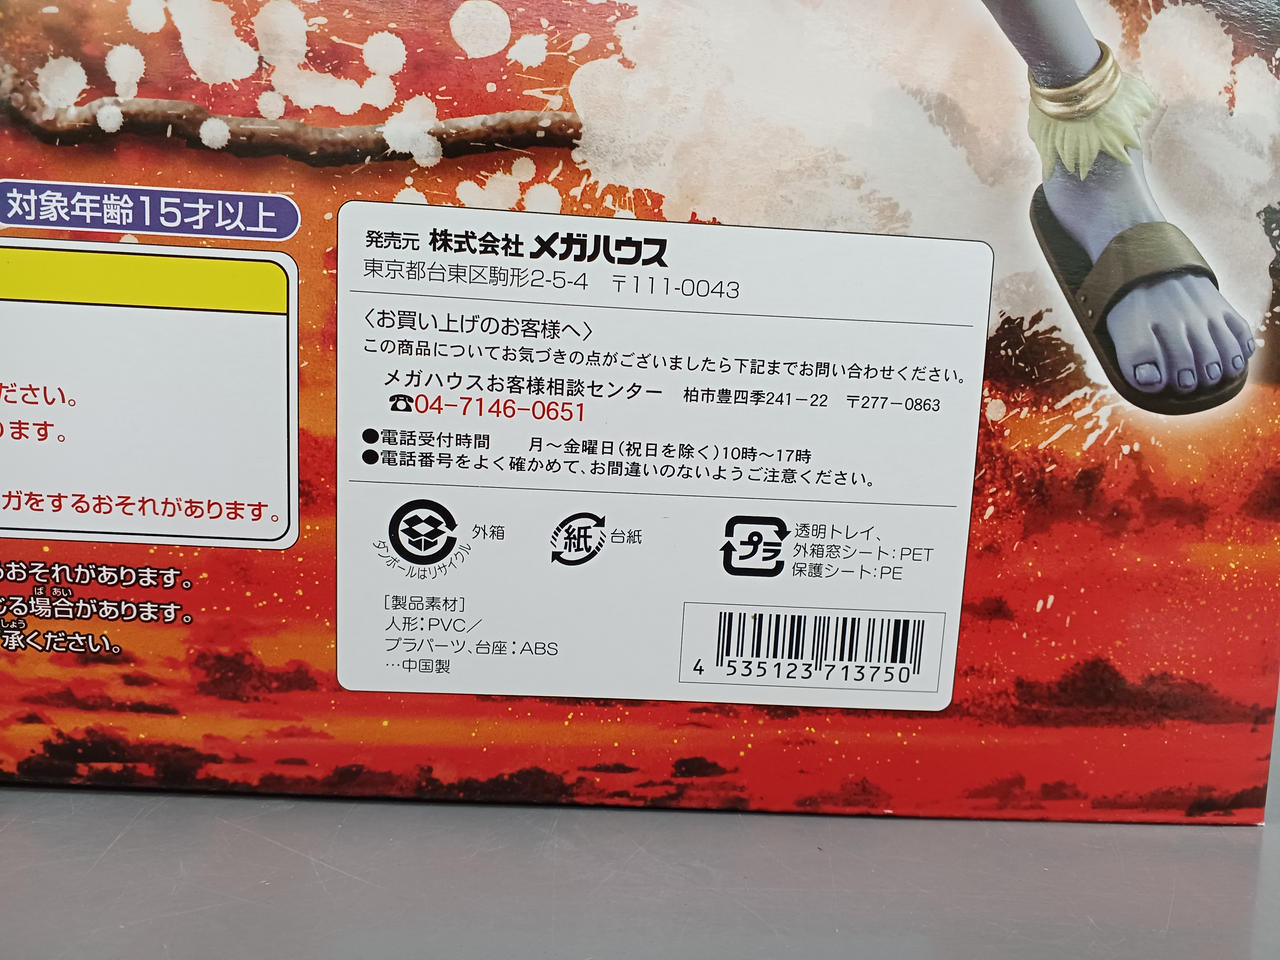 対象年齢15才以上
ださい。
ります。
ガをするおそれがあります。
るおそれがあります。
じる場合があります。
ばあい
承ください。
しょう
発売元 株式会社 メガハウス
東京都台東区駒形2-5-4 〒111-0043
〈お買い上げのお客様へ〉
この商品についてお気づきの点がございましたら下記までお問い合わせください。
メガハウスお客様相談センター 柏市豊四季241-22 〒277-0863
☎04-7146-0651
●電話受付時間 月～金曜日(祝日を除く)10時～17時
●電話番号をよく確かめて、お間違いのないようご注意ください。
外箱
ダンボールはリサイクル
紙 台紙
プラ 透明トレイ、
外箱窓シート：PET
保護シート：PE
[製品素材]
人形：PVC／
プラパーツ、台座：ABS
…中国製
4 535123 713750